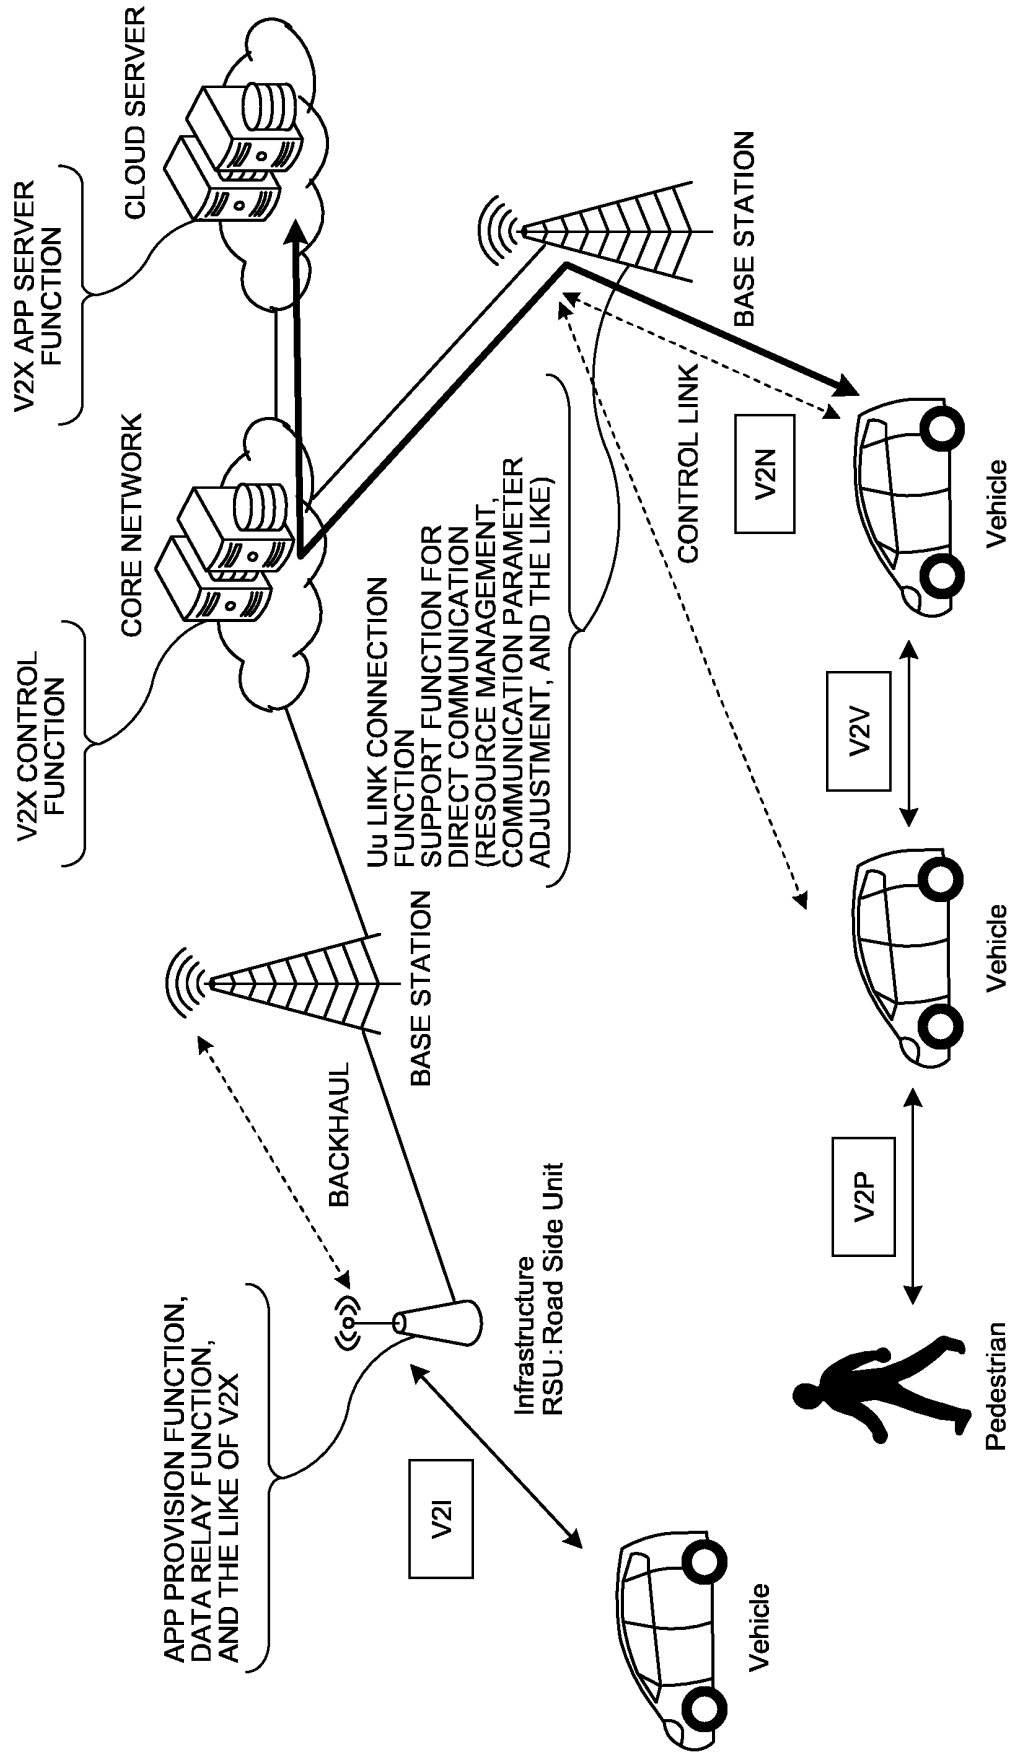 V2X CONTROL
FUNCTION
V2X APP SERVER
FUNCTION
CORE NETWORK
CLOUD SERVER
APP PROVISION FUNCTION,
DATA RELAY FUNCTION,
AND THE LIKE OF V2X
BACKHAUL
BASE STATION
Uu LINK CONNECTION
FUNCTION
SUPPORT FUNCTION FOR
DIRECT COMMUNICATION
(RESOURCE MANAGEMENT,
COMMUNICATION PARAMETER
ADJUSTMENT, AND THE LIKE)
BASE STATION
Infrastructure
RSU : Road Side Unit
CONTROL LINK
V2I
V2N
Vehicle
V2P
V2V
Pedestrian
Vehicle
Vehicle